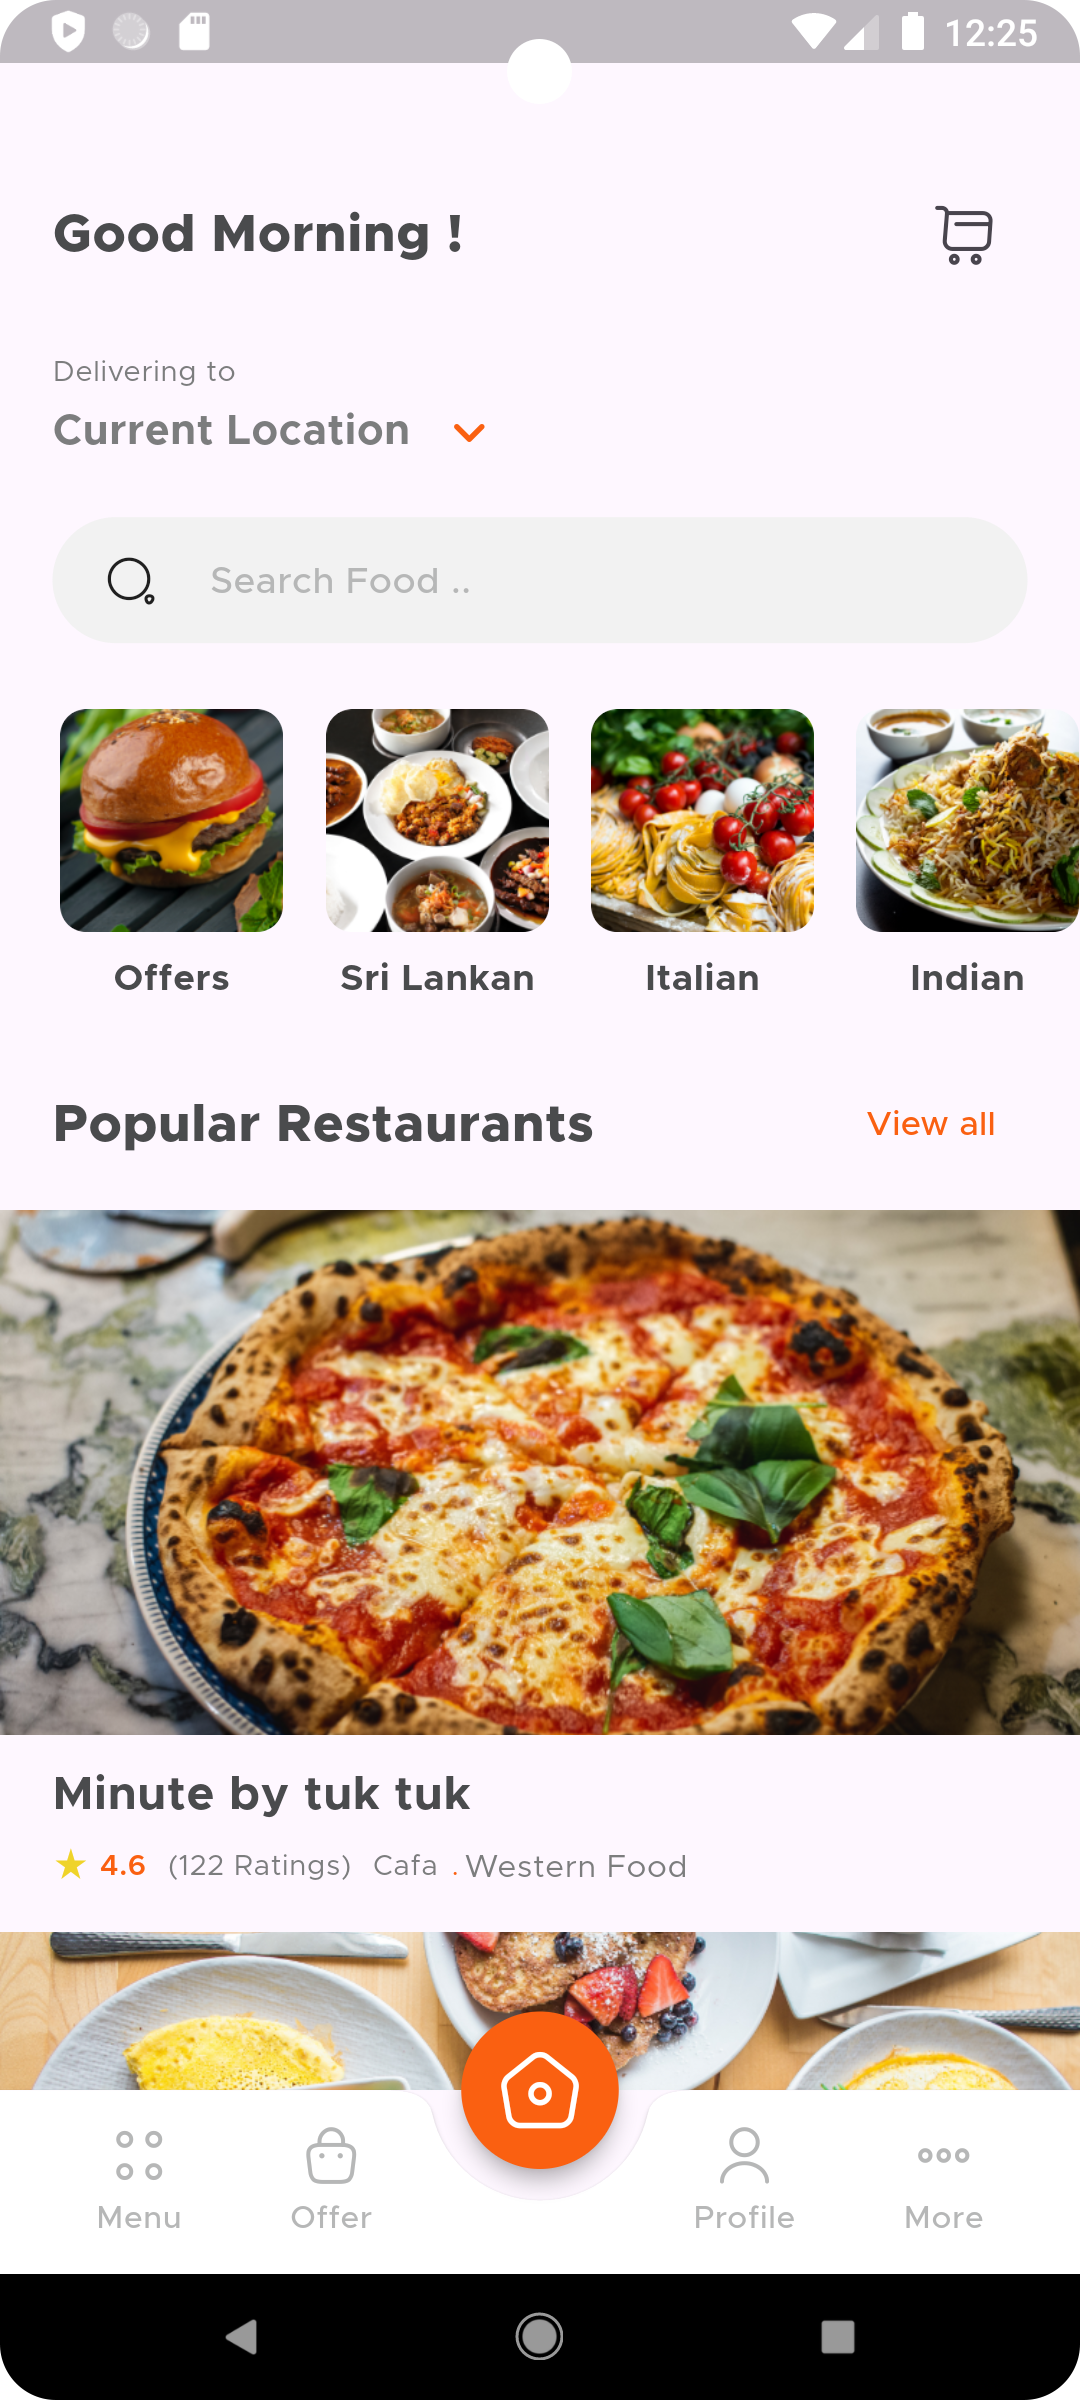 12:25
Good Morning !
Delivering to
Current Location
Search Food ..
Offers
Sri Lankan
Italian
Indian
Popular Restaurants
View all
Minute by tuk tuk
4.6 (122 Ratings) Cafa . Western Food
Menu
Offer
Profile
More